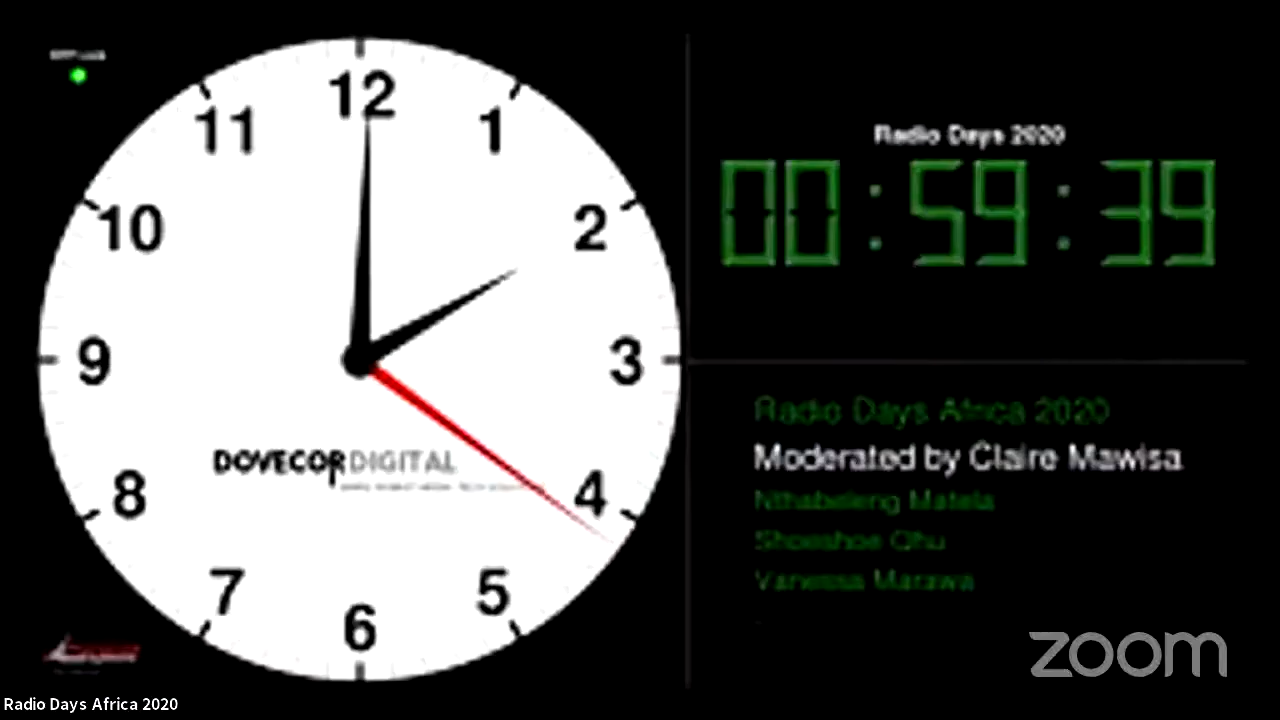 12
11
1
10
2
9
3
8
4
7
5
6
DOVECOR DIGITAL
Radio Days 2020
00:59:39
Radio Days Africa 2020
Moderated by Claire Mawisa
Nthabeleng Matela
Vanessa Marawa
zoom
Radio Days Africa 2020